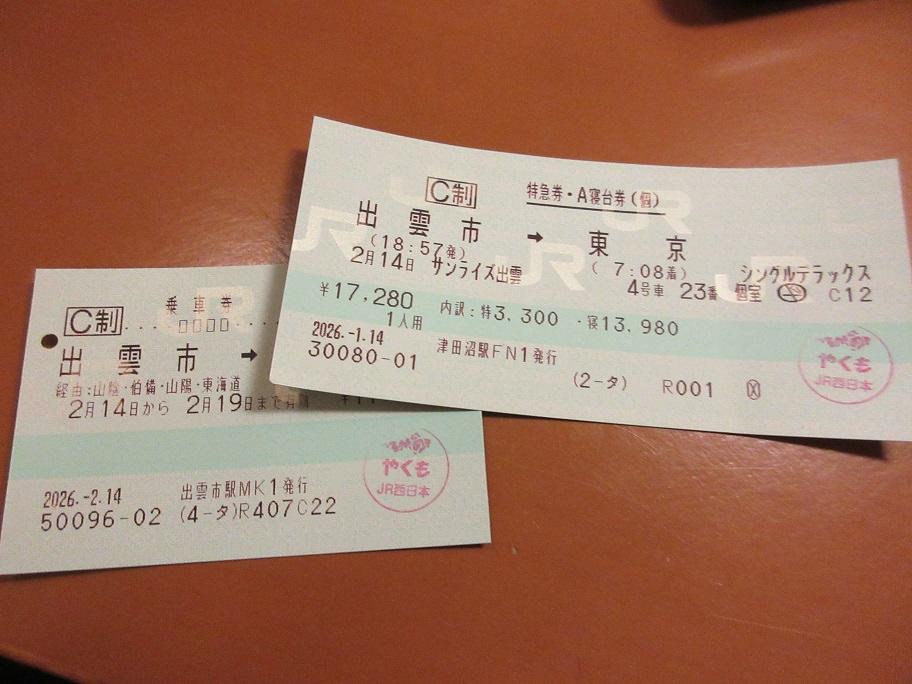 C制 特急券・A寝台券(個)
出雲市 → 東京
(18:57発) ( 7:08着) シングルデラックス
2月14日 サンライズ出雲 4号車 23番 個室 C12
¥17,280 内訳:特3,300 ・寝13,980
1人用
2026.-1.14 津田沼駅FN1発行
30080-01 (2-タ) R001
やくも
JR西日本
乗車券
C制
出雲市 →
経由:山陰・伯備・山陽・東海道
2月14日から 2月19日まで
2026.-2.14 出雲市駅MK1発行
50096-02 (4-タ)R407C22
やくも
JR西日本